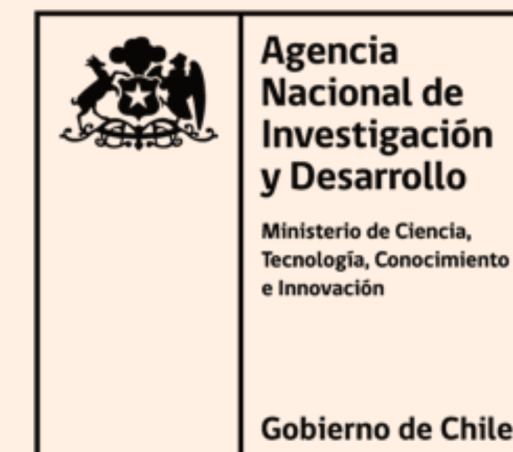 Agencia
Nacional de
Investigación
y Desarrollo
Ministerio de Ciencia,
Tecnología, Conocimiento
e Innovación
Gobierno de Chile